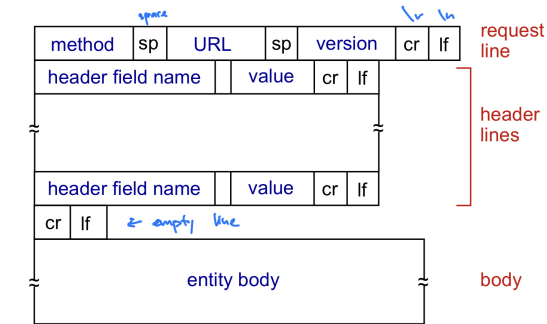 space \r \n
method sp URL sp version cr lf request line
header field name value cr lf
header lines
header field name value cr lf
cr lf ← empty line
entity body body